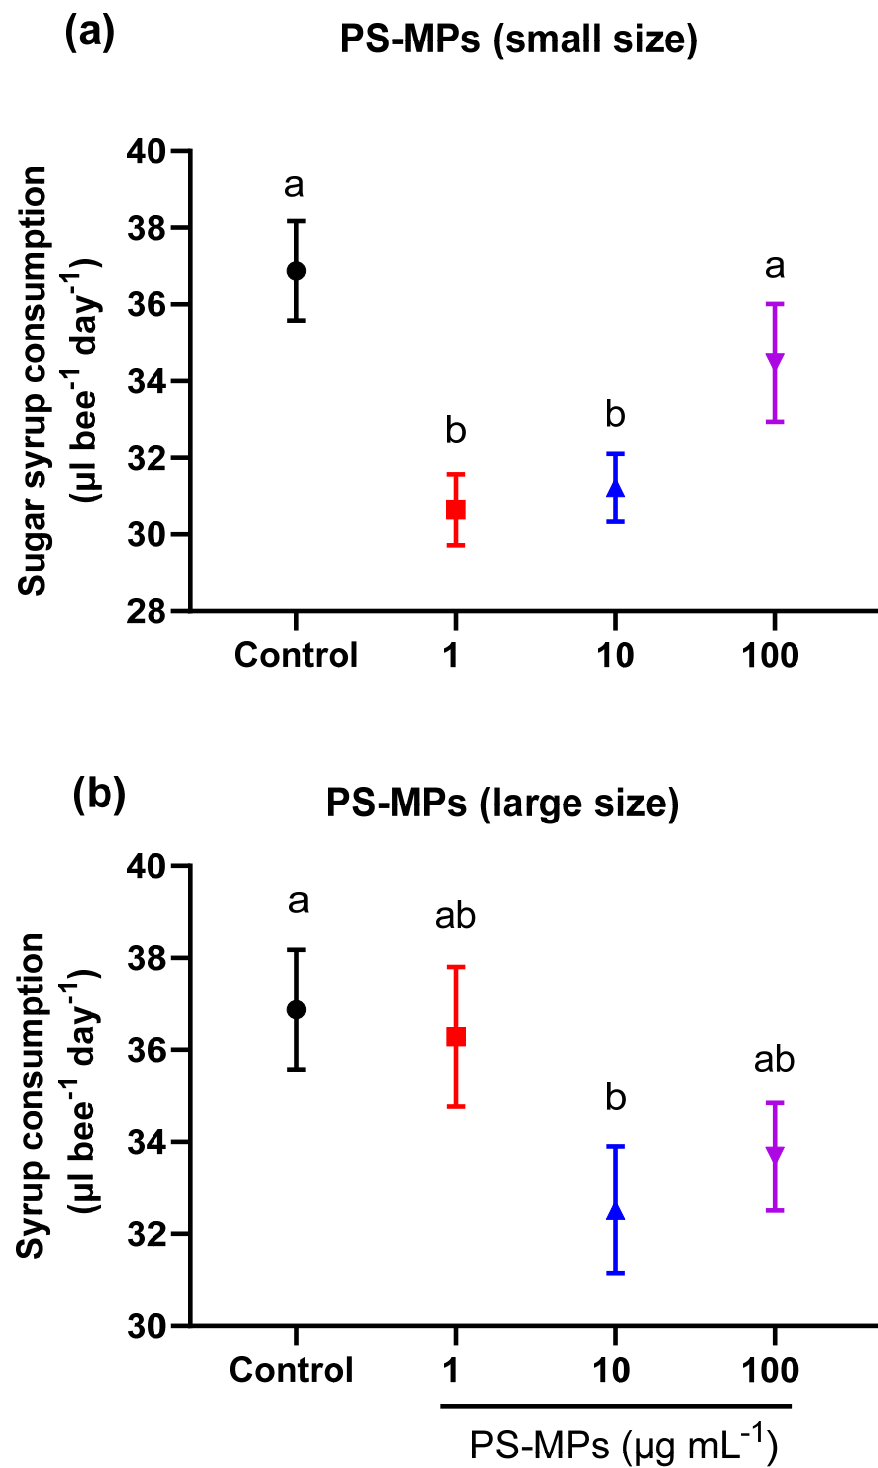 (a)
PS-MPs (small size)
Sugar syrup consumption
(µl bee⁻¹ day⁻¹)
40
38
36
34
32
30
28
a
b
b
a
Control 1 10 100
(b)
PS-MPs (large size)
Syrup consumption
(µl bee⁻¹ day⁻¹)
40
38
36
34
32
30
a
ab
b
ab
Control 1 10 100
PS-MPs (µg mL⁻¹)